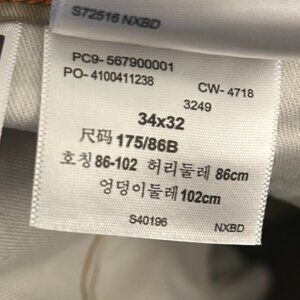 S72516 NXBD
PC9- 567900001
PO- 4100411238 CW- 4718
3249
34x32
尺码 175/86B
호칭 86-102 허리둘레 86cm
엉덩이둘레 102cm
S40196 NXBD